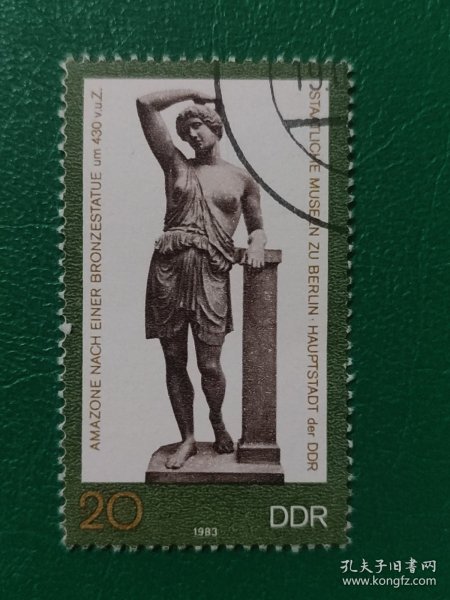 AMAZONE NACH EINER BRONZESTATUE um 430 v.u.Z.
STAATLICHE MUSEEN ZU BERLIN · HAUPTSTADT der DDR
20
1983
DDR
孔夫子旧书网
www.kongfz.com